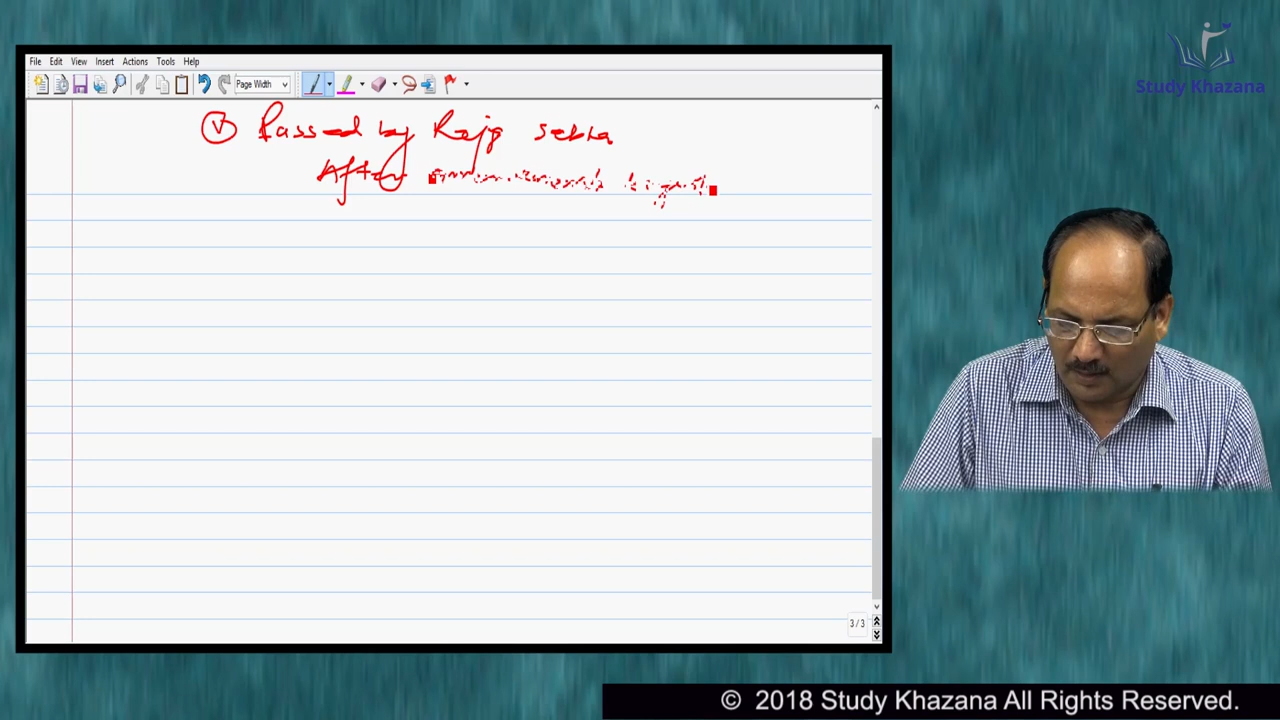 Study Khazana
File Edit View Insert Actions Tools Help
Page Width
Ⓥ Passed by Rajya Sabha
After
3 / 3
© 2018 Study Khazana All Rights Reserved.